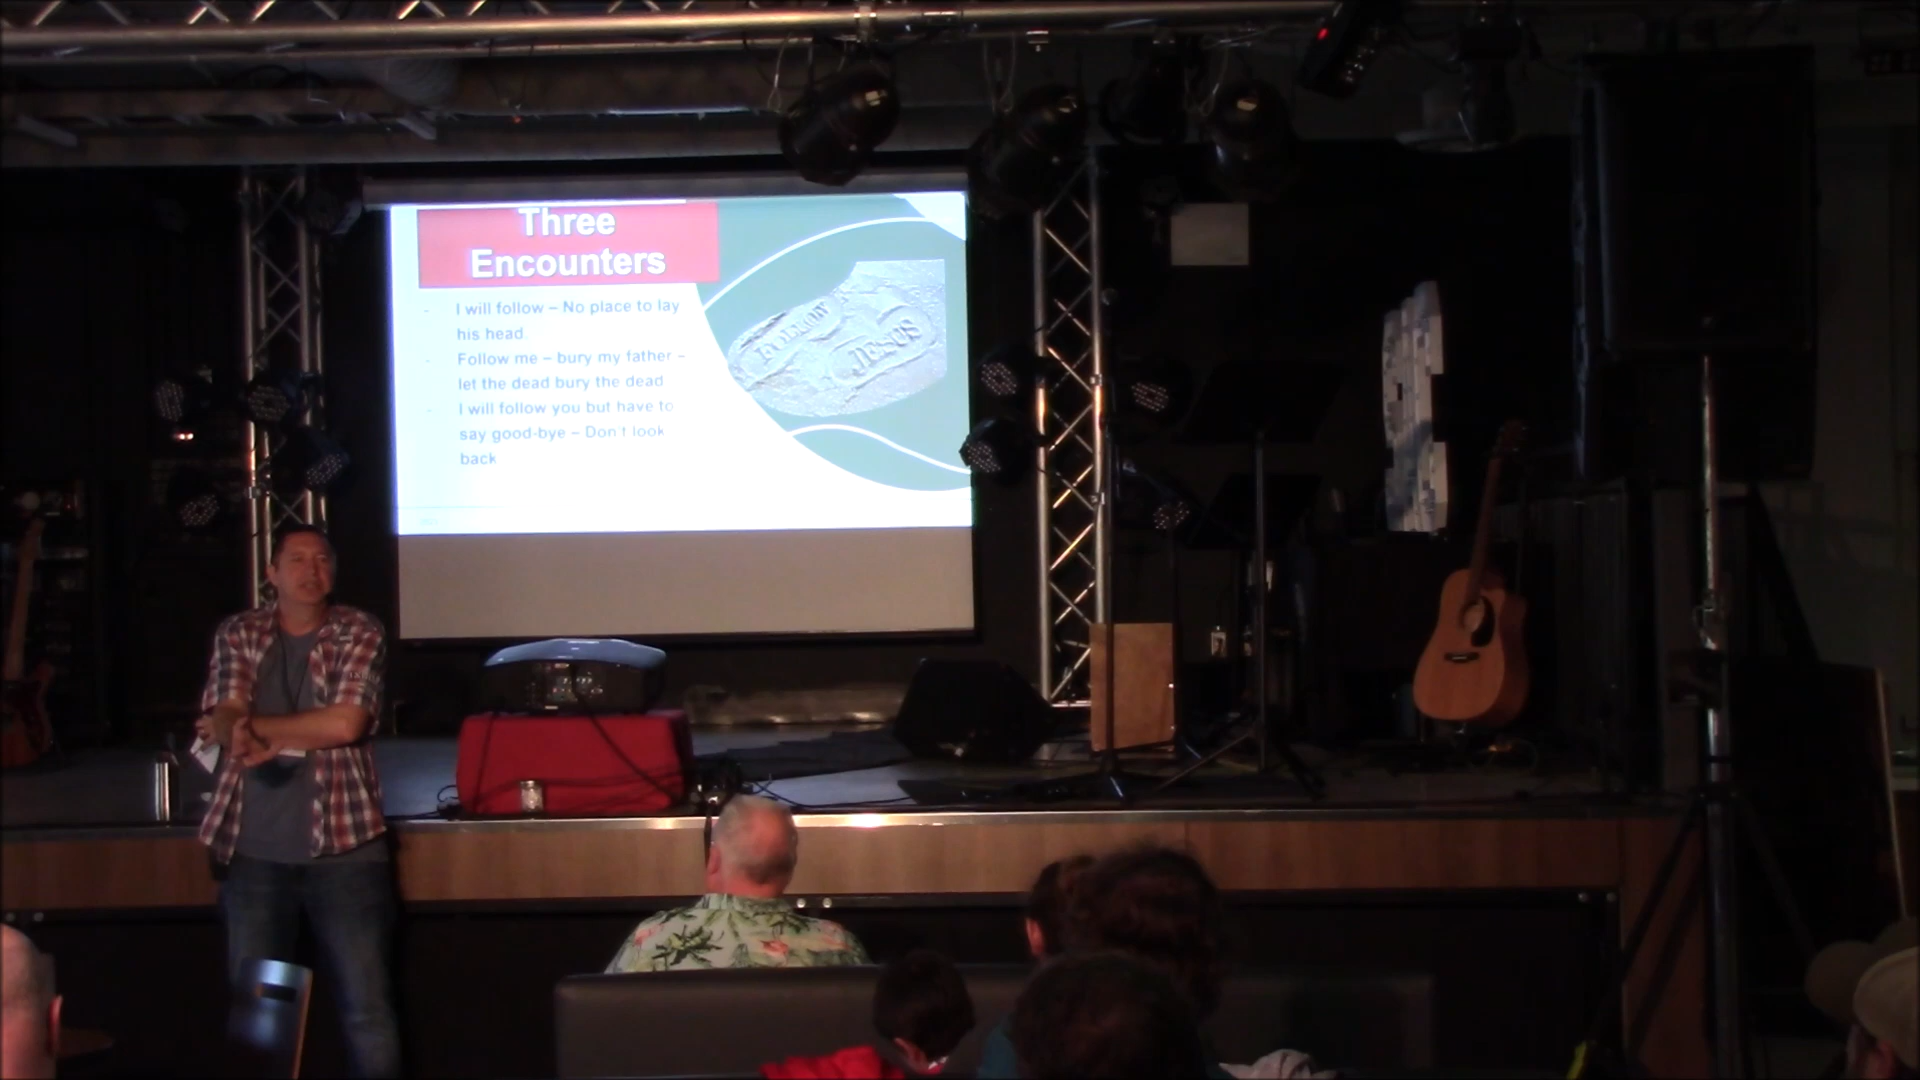 Three
Encounters
- I will follow – No place to lay
his head.
- Follow me – bury my father –
let the dead bury the dead
- I will follow you but have to
say good-bye – Don't look
back
FOLLOW
JESUS